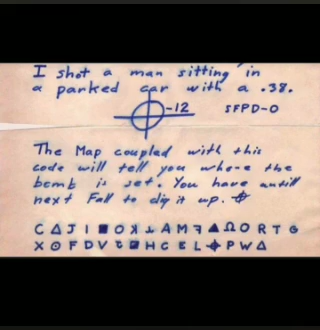 I shot a man sitting in
a parked car with a .38.
-12 SFPD-0
The Map coupled with this
code will tell you where the
bomb is set. You have untill
next Fall to dig it up. ⌖
C Δ J I ■ O ꓘ ⅄ A M ꟻ ▲ Ω O R T G
X ⊙ F D V ⊞ H C E L ⌖ P W Δ